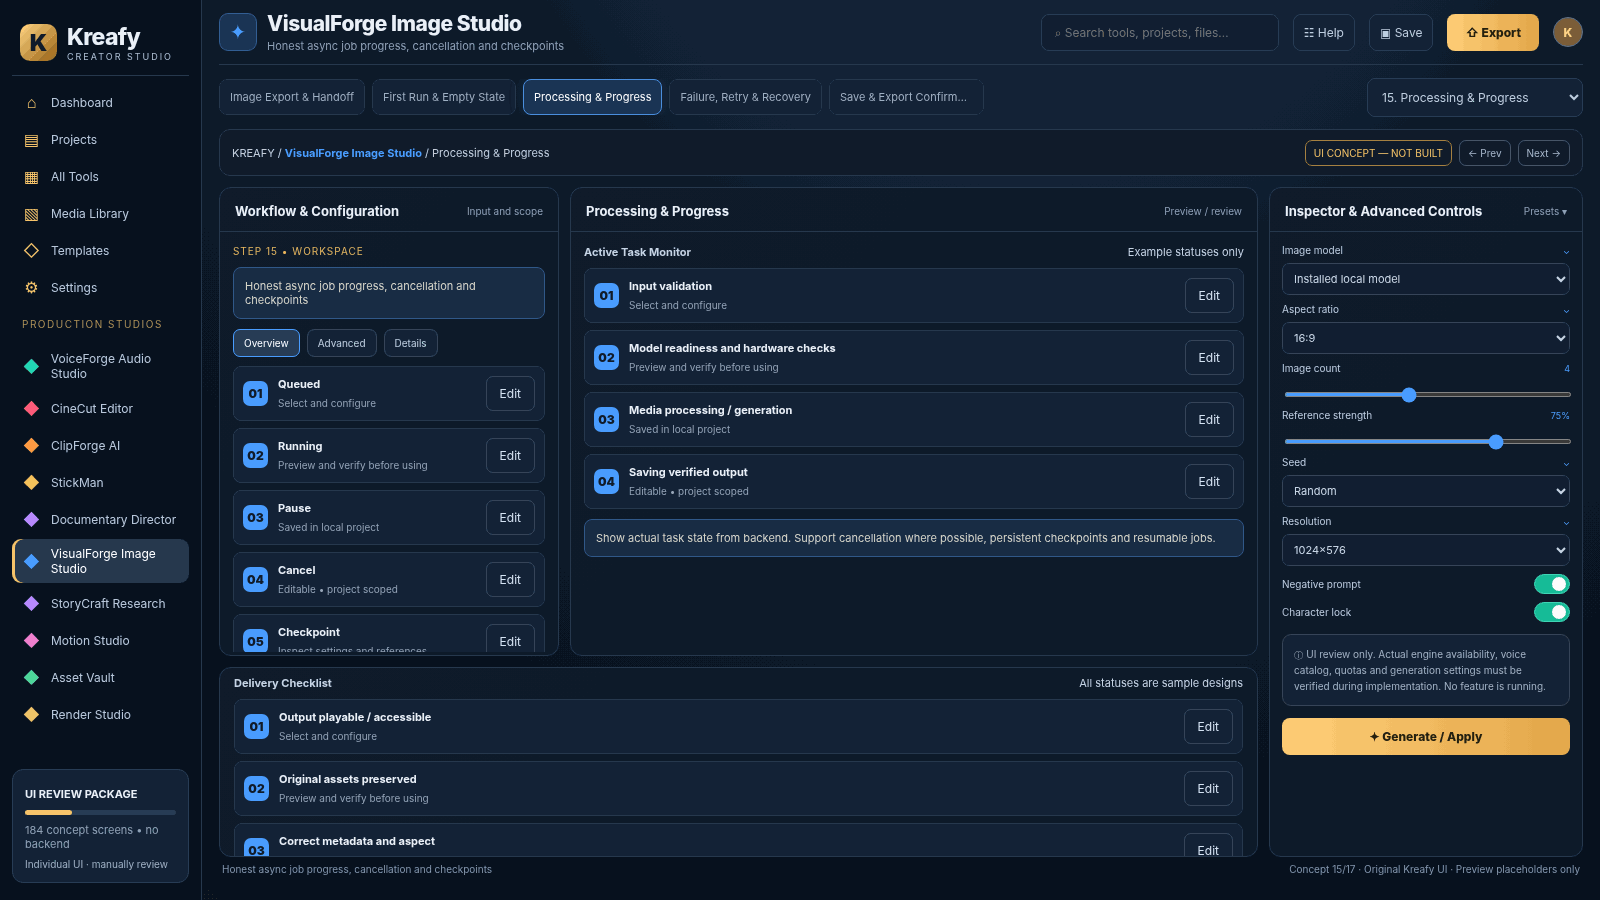 K
Kreafy
CREATOR STUDIO
Dashboard
Projects
All Tools
Media Library
Templates
Settings
PRODUCTION STUDIOS
VoiceForge Audio
Studio
CineCut Editor
ClipForge AI
StickMan
Documentary Director
VisualForge Image
Studio
StoryCraft Research
Motion Studio
Asset Vault
Render Studio
UI REVIEW PACKAGE
184 concept screens • no
backend
Individual UI · manually review
VisualForge Image Studio
Honest async job progress, cancellation and checkpoints
Search tools, projects, files...
Help
Save
Export
K
Image Export & Handoff
First Run & Empty State
Processing & Progress
Failure, Retry & Recovery
Save & Export Confirm...
15. Processing & Progress
KREAFY / VisualForge Image Studio / Processing & Progress
UI CONCEPT — NOT BUILT
← Prev
Next →
Workflow & Configuration
Input and scope
STEP 15 • WORKSPACE
Honest async job progress, cancellation and
checkpoints
Overview
Advanced
Details
01
Queued
Select and configure
Edit
02
Running
Preview and verify before using
Edit
03
Pause
Saved in local project
Edit
04
Cancel
Editable • project scoped
Edit
05
Checkpoint
Inspect settings and references
Edit
Processing & Progress
Preview / review
Active Task Monitor
Example statuses only
01
Input validation
Select and configure
Edit
02
Model readiness and hardware checks
Preview and verify before using
Edit
03
Media processing / generation
Saved in local project
Edit
04
Saving verified output
Editable • project scoped
Edit
Show actual task state from backend. Support cancellation where possible, persistent checkpoints and resumable jobs.
Delivery Checklist
All statuses are sample designs
01
Output playable / accessible
Select and configure
Edit
02
Original assets preserved
Preview and verify before using
Edit
03
Correct metadata and aspect
Edit
Inspector & Advanced Controls
Presets ▾
Image model
Installed local model
Aspect ratio
16:9
Image count
4
Reference strength
75%
Seed
Random
Resolution
1024×576
Negative prompt
Character lock
ⓘ UI review only. Actual engine availability, voice
catalog, quotas and generation settings must be
verified during implementation. No feature is running.
✦ Generate / Apply
Honest async job progress, cancellation and checkpoints
Concept 15/17 · Original Kreafy UI · Preview placeholders only